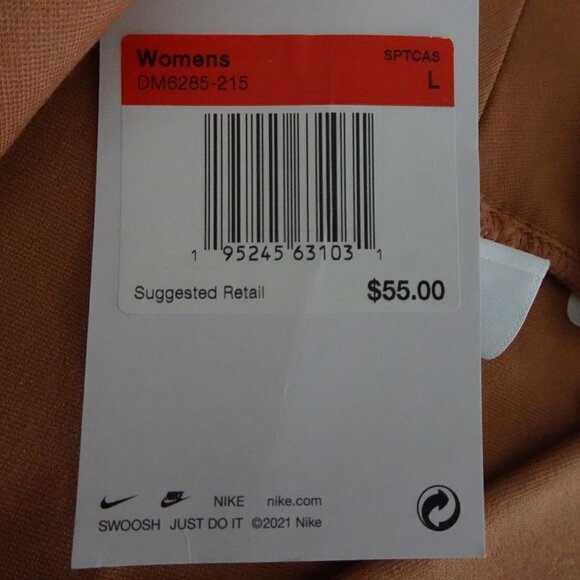 Womens SPTCAS
DM6285-215 L
1 95245 63103 1
Suggested Retail $55.00
NIKE nike.com
SWOOSH JUST DO IT ©2021 Nike